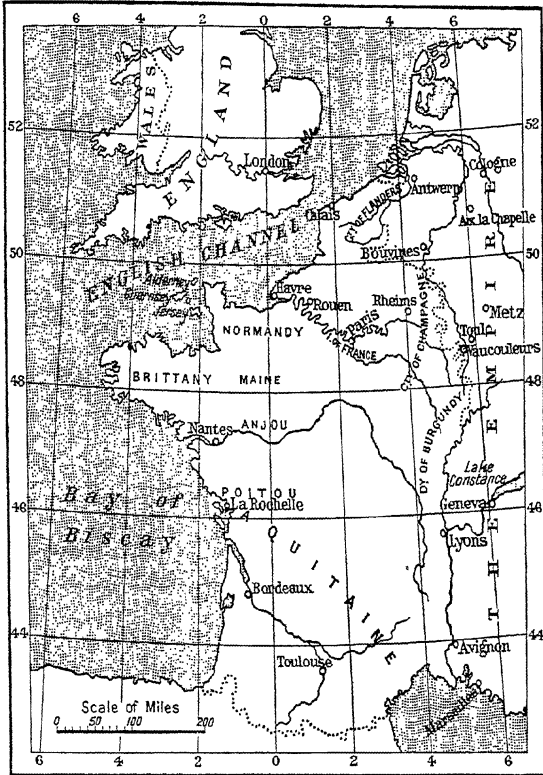 6 4 2 0 2 4 6
52 52
50 50
48 48
46 46
44 44
WALES
ENGLAND
London
Cologne
Antwerp
CTY OF FLANDERS
Calais
Aix la Chapelle
ENGLISH CHANNEL
Bouvines
Alderney
Guernsey
Jersey
Havre
Rouen
Rheims
Metz
NORMANDY
Paris
I. OF FRANCE
CTY OF CHAMPAGNE
Toul
Vaucouleurs
BRITTANY MAINE
ANJOU
Nantes
DY OF BURGUNDY
Lake
Constance
POITOU
La Rochelle
Geneva
Bay of
Biscay
AQUITAINE
Lyons
Bordeaux
THE EMPIRE
Avignon
Toulouse
Marseilles
Scale of Miles
0 50 100 200
6 4 2 0 2 4 6